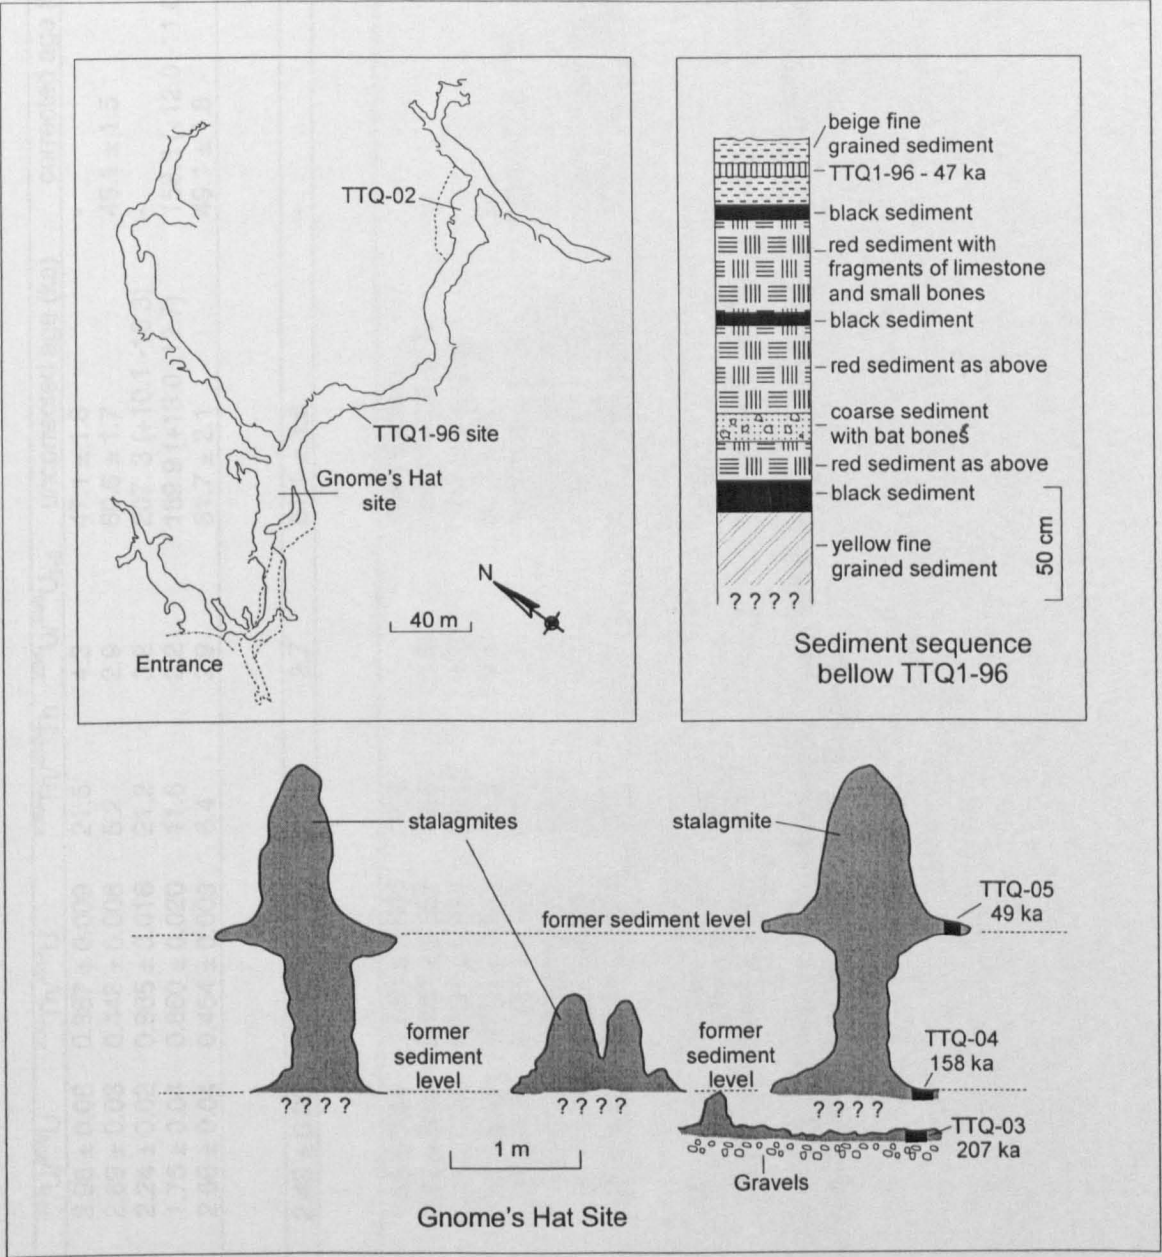 TTQ-02
TTQ1-96 site
Gnome's Hat
site
N
40 m
Entrance
beige fine
grained sediment
TTQ1-96 - 47 ka
black sediment
red sediment with
fragments of limestone
and small bones
black sediment
red sediment as above
coarse sediment
with bat bones
red sediment as above
black sediment
yellow fine
grained sediment
50 cm
? ? ? ?
Sediment sequence
bellow TTQ1-96
stalagmites
stalagmite
TTQ-05
49 ka
former sediment level
former
sediment
level
former
sediment
level
TTQ-04
158 ka
? ? ? ?
? ? ? ?
? ? ? ?
TTQ-03
207 ka
1 m
Gravels
Gnome's Hat Site